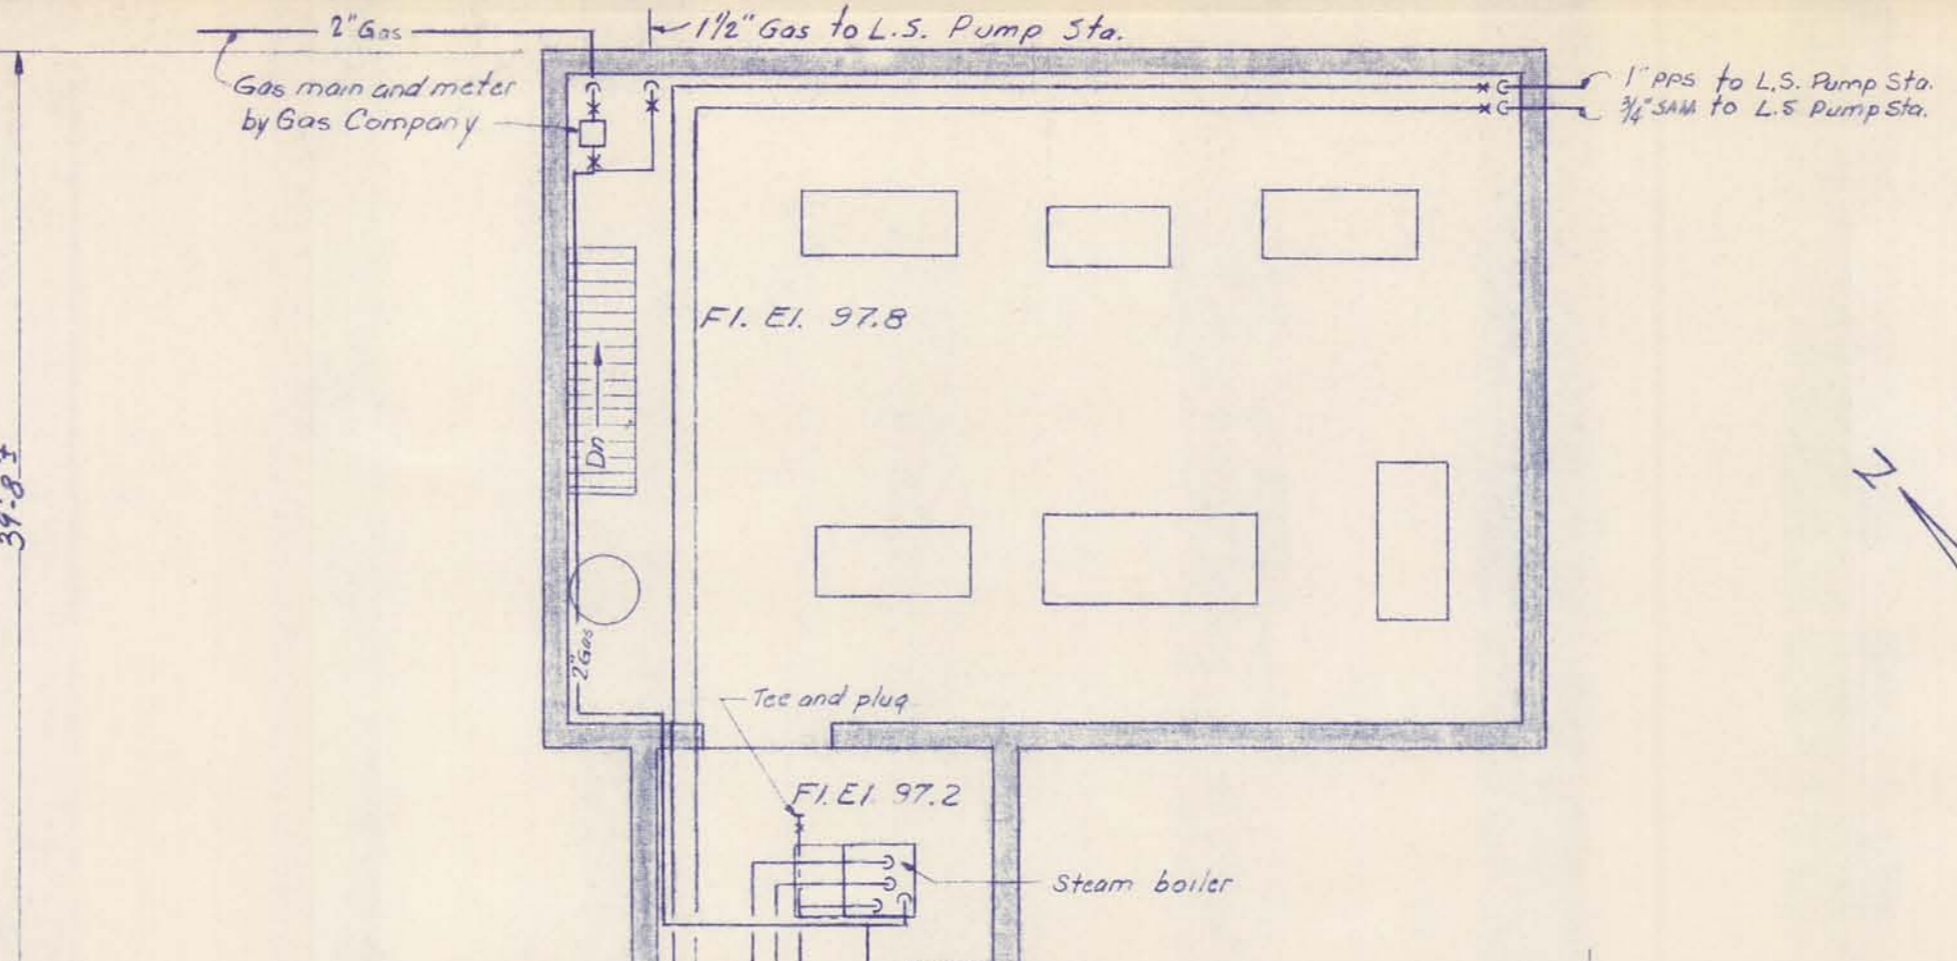 2" Gas
1½" Gas to L.S. Pump Sta.
Gas main and meter
by Gas Company
1" PPS to L.S. Pump Sta.
¾" SAM to L.S Pump Sta.
Fl. El. 97.8
Dn
39'-8"±
N
2" Gas
Tee and plug
Fl. El. 97.2
Steam boiler